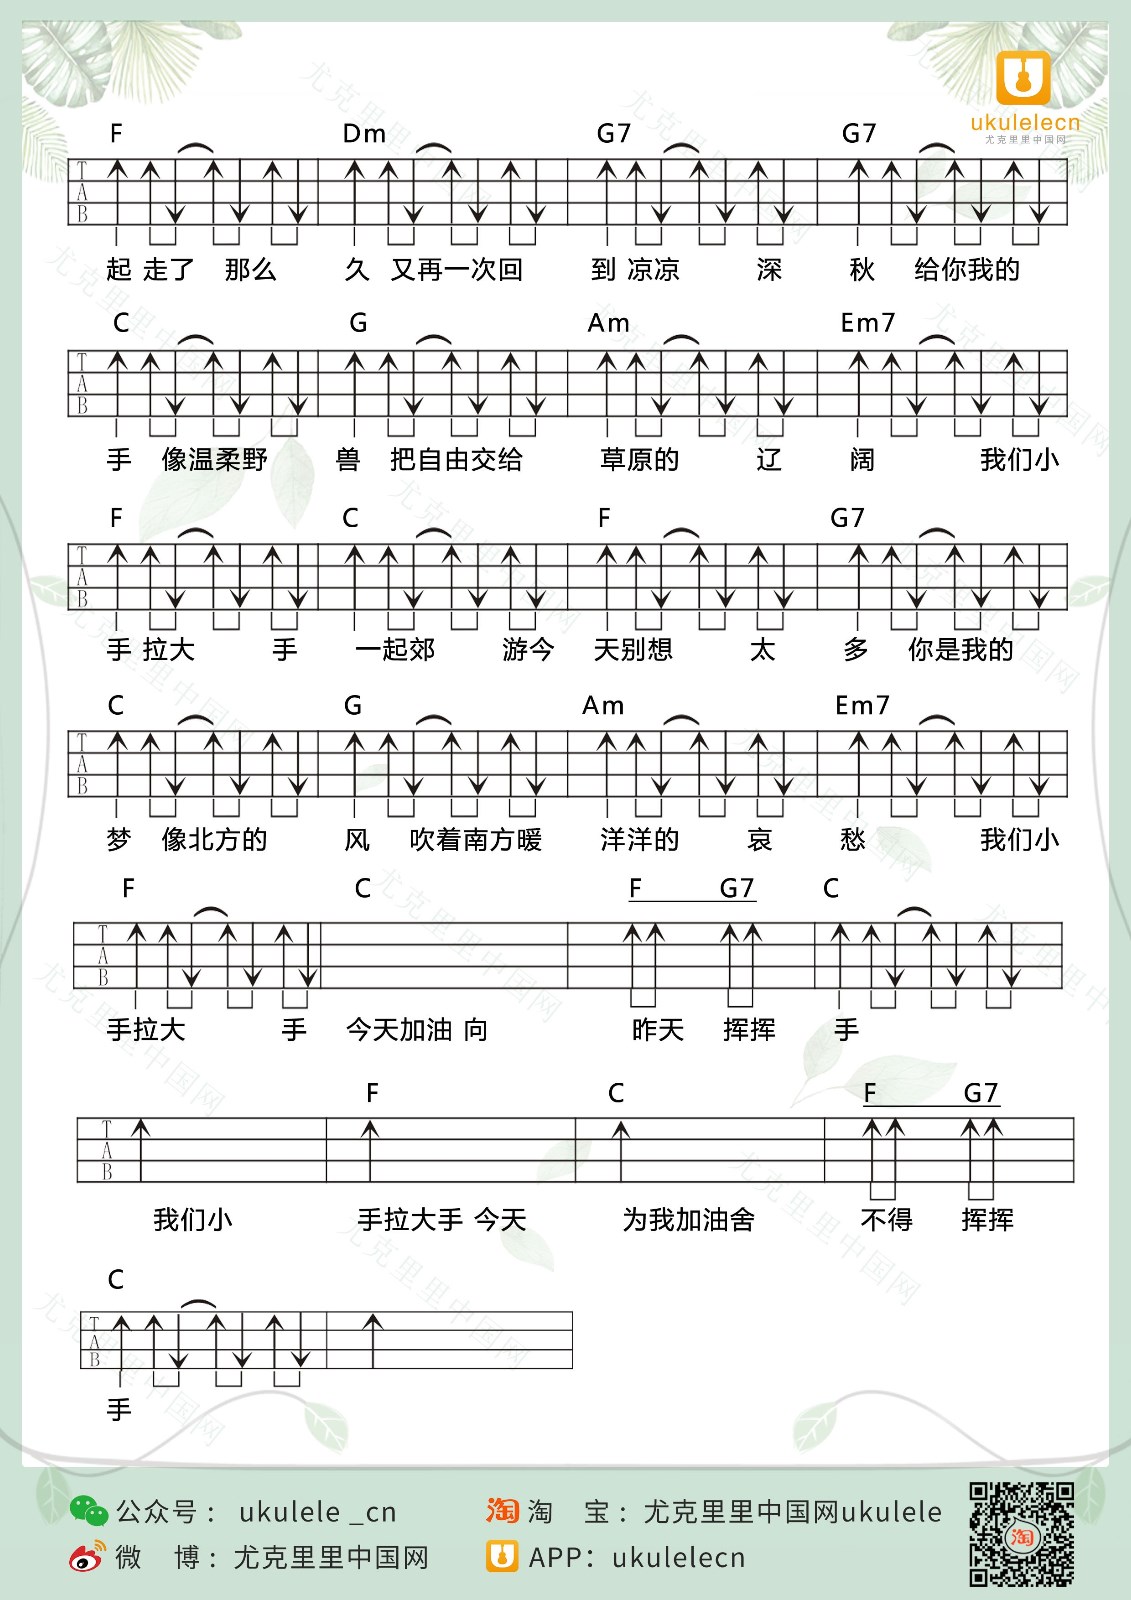 ukulelecn
尤克里里中国网
F Dm G7 G7
T
A
B
起 走了 那么 久 又再一次回 到 凉凉 深 秋 给你我的
C G Am Em7
T
A
B
手 像温柔野 兽 把自由交给 草原的 辽 阔 我们小
F C F G7
T
A
B
手 拉大 手 一起郊 游今 天别想 太 多 你是我的
C G Am Em7
T
A
B
梦 像北方的 风 吹着南方暖 洋洋的 哀 愁 我们小
F C F G7 C
T
A
B
手拉大 手 今天加油 向 昨天 挥挥 手
F C F G7
T
A
B
我们小 手拉大手 今天 为我加油舍 不得 挥挥
C
T
A
B
手
公众号： ukulele _cn 淘 淘 宝：尤克里里中国网ukulele
微 博：尤克里里中国网 APP：ukulelecn
淘